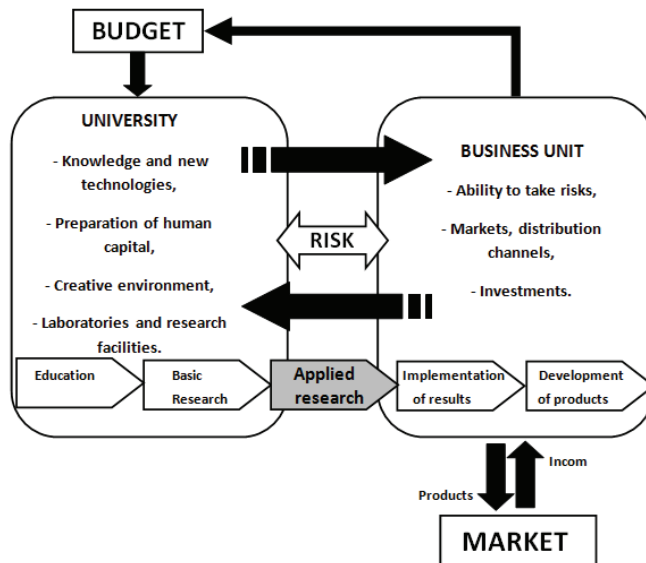 BUDGET
UNIVERSITY
- Knowledge and new
technologies,
- Preparation of human
capital,
- Creative environment,
- Laboratories and research
facilities.
RISK
BUSINESS UNIT
- Ability to take risks,
- Markets, distribution
channels,
- Investments.
Education
Basic
Research
Applied
research
Implementation
of results
Development
of products
Products
Incom
MARKET